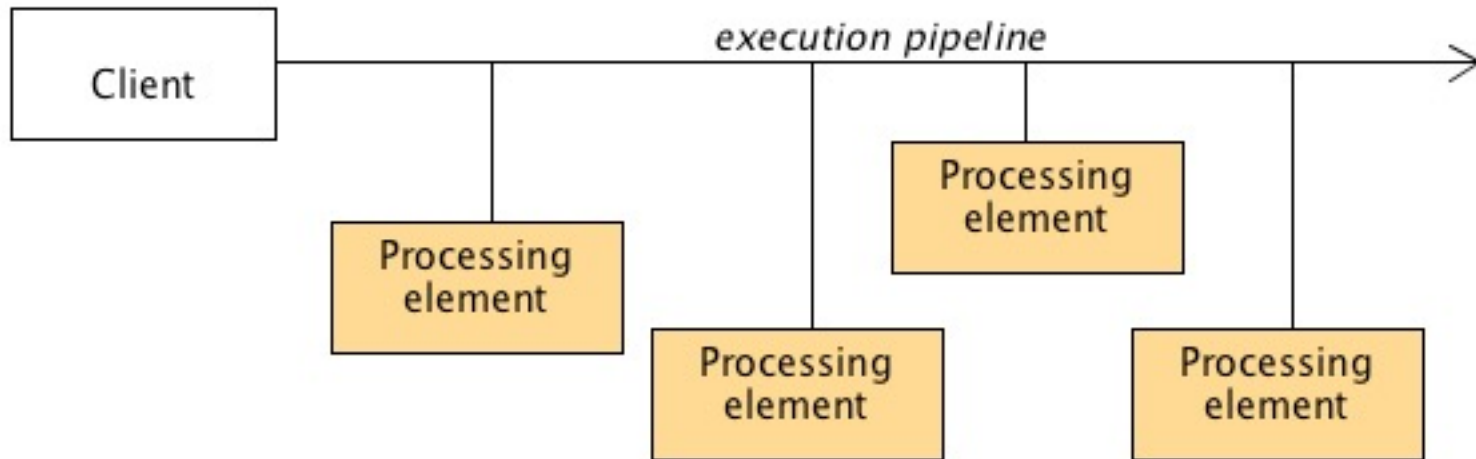 execution pipeline
Client
Processing
element
Processing
element
Processing
element
Processing
element